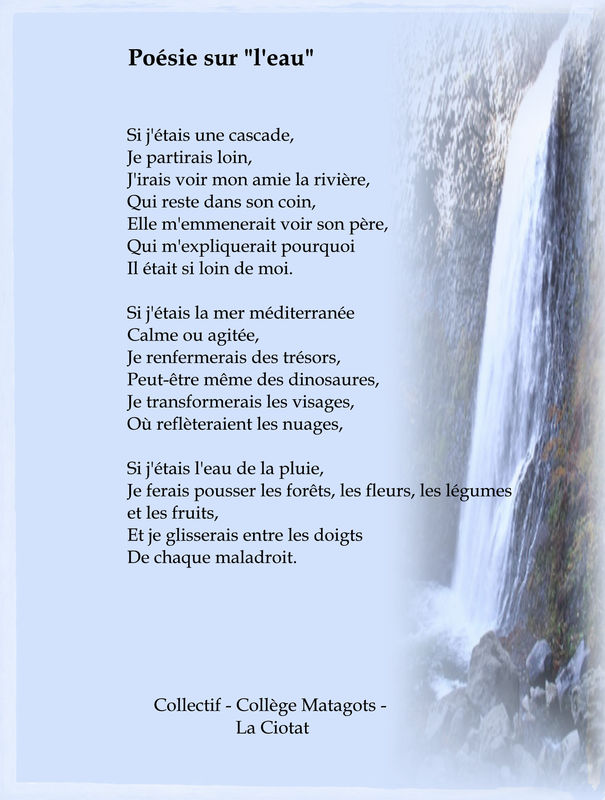 Poésie sur "l'eau"
Si j'étais une cascade,
Je partirais loin,
J'irais voir mon amie la rivière,
Qui reste dans son coin,
Elle m'emmenerait voir son père,
Qui m'expliquerait pourquoi
Il était si loin de moi.
Si j'étais la mer méditerranée
Calme ou agitée,
Je renfermerais des trésors,
Peut-être même des dinosaures,
Je transformerais les visages,
Où reflèteraient les nuages,
Si j'étais l'eau de la pluie,
Je ferais pousser les forêts, les fleurs, les légumes
et les fruits,
Et je glisserais entre les doigts
De chaque maladroit.
Collectif - Collège Matagots -
La Ciotat